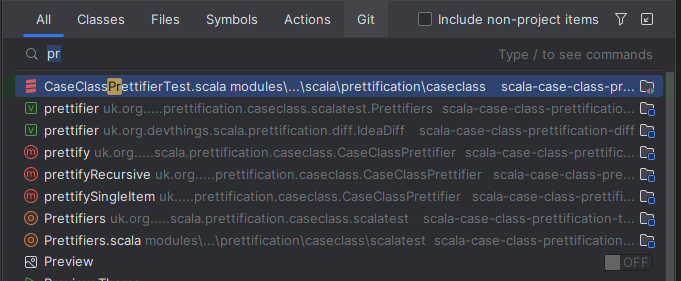 All Classes Files Symbols Actions Git Include non-project items
pr Type / to see commands
CaseClassPrettifierTest.scala modules\...\scala\prettification\caseclass scala-case-class-pr...
prettifier uk.org.....prettification.caseclass.scalatest.Prettifiers scala-case-class-prettificatio...
prettifier uk.org.devthings.scala.prettification.diff.IdeaDiff scala-case-class-prettification-diff
prettify uk.org.....scala.prettification.caseclass.CaseClassPrettifier scala-case-class-prettific...
prettifyRecursive uk.org.....prettification.caseclass.CaseClassPrettifier scala-case-class-prettific...
prettifySingleItem uk.....prettification.caseclass.CaseClassPrettifier scala-case-class-prettifi...
Prettifiers uk.org.....scala.prettification.caseclass.scalatest scala-case-class-prettification-t...
Prettifiers.scala modules\...\prettification\caseclass\scalatest scala-case-class-prettification...
Preview OFF